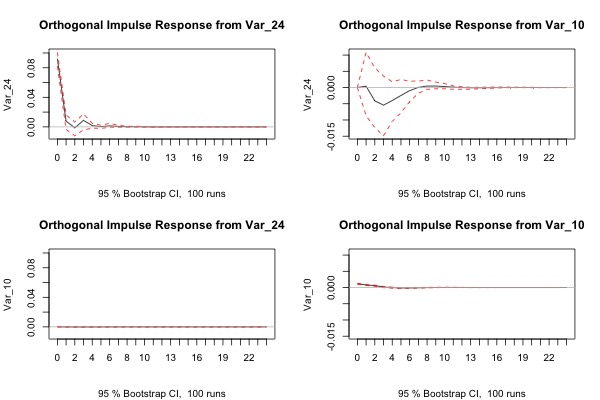 Orthogonal Impulse Response from Var_24
Var_24
0.00 0.04 0.08
0 2 4 6 8 10 13 16 19 22
95 % Bootstrap CI, 100 runs
Orthogonal Impulse Response from Var_10
Var_24
-0.015 0.000
0 2 4 6 8 10 13 16 19 22
95 % Bootstrap CI, 100 runs
Orthogonal Impulse Response from Var_24
Var_10
0.00 0.04 0.08
0 2 4 6 8 10 13 16 19 22
95 % Bootstrap CI, 100 runs
Orthogonal Impulse Response from Var_10
Var_10
-0.015 0.000
0 2 4 6 8 10 13 16 19 22
95 % Bootstrap CI, 100 runs